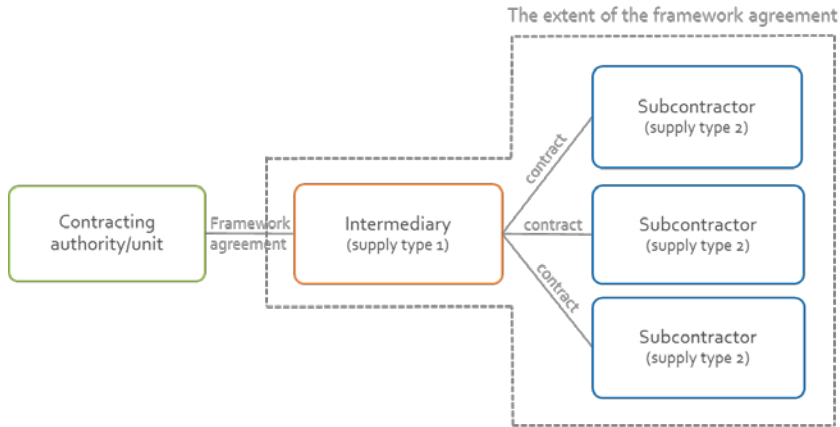 The extent of the framework agreement
Subcontractor
(supply type 2)
contract
Contracting
authority/unit
Framework
agreement
Intermediary
(supply type 1)
contract
Subcontractor
(supply type 2)
contract
Subcontractor
(supply type 2)